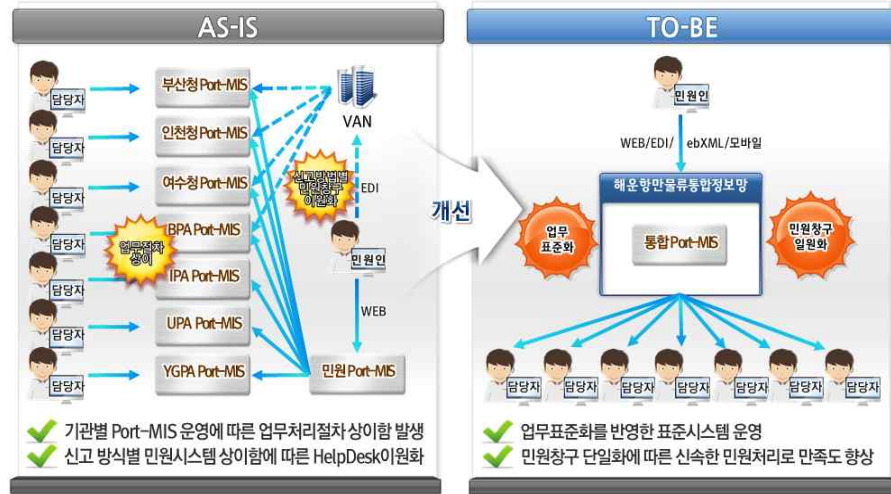 AS-IS
담당자
부산청 Port-MIS
담당자
인천청 Port-MIS
담당자
여수청 Port-MIS
담당자
BPA Port-MIS
담당자
IPA Port-MIS
담당자
UPA Port-MIS
담당자
YGPA Port-MIS
업무절차
상이
VAN
신고방법별
민원창구
이원화
EDI
민원인
WEB
민원 Port-MIS
기관별 Port-MIS 운영에 따른 업무처리절차 상이함 발생
신고 방식별 민원시스템 상이함에 따른 HelpDesk이원화
개선
TO-BE
민원인
WEB/EDI/ ebXML/모바일
해운항만물류통합정보망
업무
표준화
통합 Port-MIS
민원창구
일원화
담당자 담당자 담당자 담당자 담당자 담당자 담당자
업무표준화를 반영한 표준시스템 운영
민원창구 단일화에 따른 신속한 민원처리로 만족도 향상